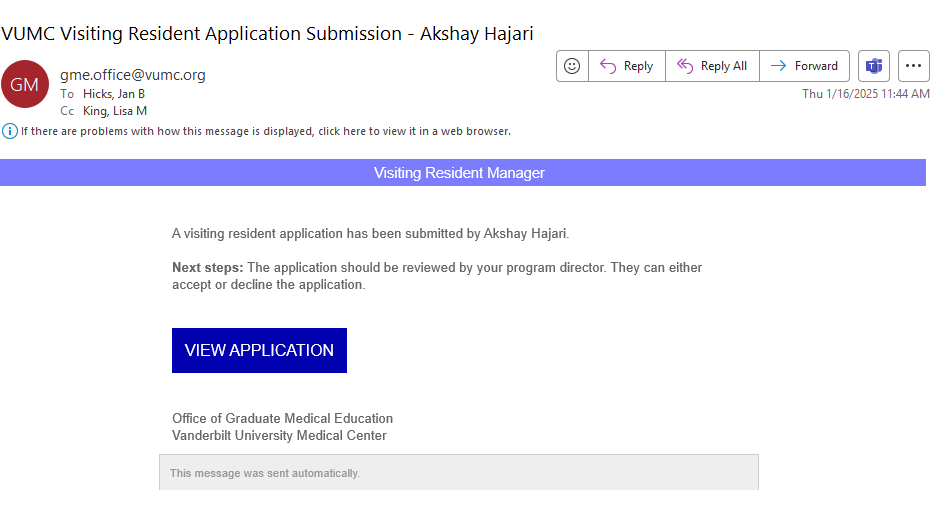 VUMC Visiting Resident Application Submission - Akshay Hajari
GM
gme.office@vumc.org
To Hicks, Jan B
Cc King, Lisa M
Reply
Reply All
Forward
Thu 1/16/2025 11:44 AM
If there are problems with how this message is displayed, click here to view it in a web browser.
Visiting Resident Manager
A visiting resident application has been submitted by Akshay Hajari.
Next steps: The application should be reviewed by your program director. They can either
accept or decline the application.
VIEW APPLICATION
Office of Graduate Medical Education
Vanderbilt University Medical Center
This message was sent automatically.